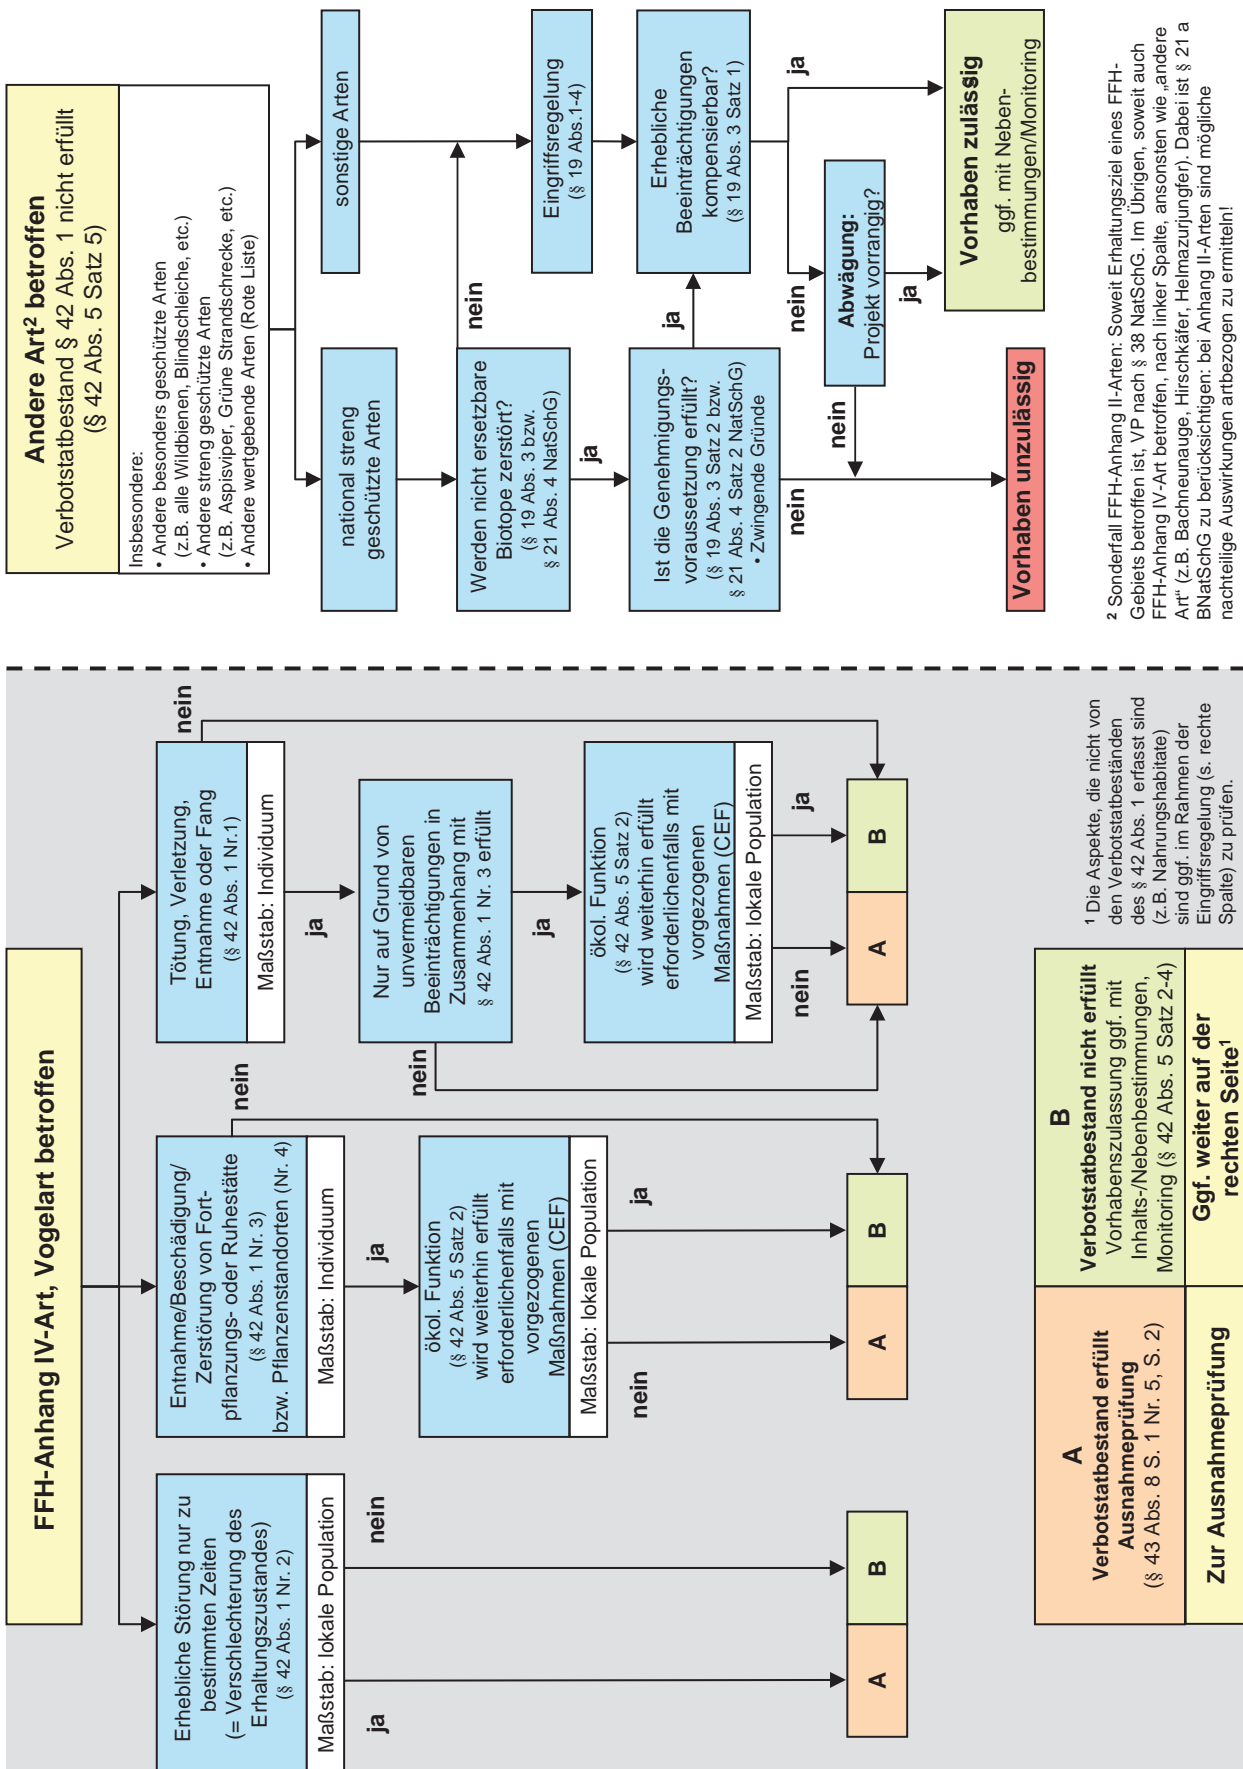 FFH-Anhang IV-Art, Vogelart betroffen
Erhebliche Störung nur zu
bestimmten Zeiten
(= Verschlechterung des
Erhaltungszustandes)
(§ 42 Abs. 1 Nr. 2)
Maßstab: lokale Population
ja
nein
A
B
Entnahme/Beschädigung/
Zerstörung von Fort-
pflanzungs- oder Ruhestätte
(§ 42 Abs. 1 Nr. 3)
bzw. Pflanzenstandorten (Nr. 4)
Maßstab: Individuum
nein
ja
ökol. Funktion
(§ 42 Abs. 5 Satz 2)
wird weiterhin erfüllt
erforderlichenfalls mit
vorgezogenen
Maßnahmen (CEF)
Maßstab: lokale Population
nein
ja
A
B
Tötung, Verletzung,
Entnahme oder Fang
(§ 42 Abs. 1 Nr.1)
Maßstab: Individuum
nein
ja
Nur auf Grund von
unvermeidbaren
Beeinträchtigungen in
Zusammenhang mit
§ 42 Abs. 1 Nr. 3 erfüllt
nein
ja
ökol. Funktion
(§ 42 Abs. 5 Satz 2)
wird weiterhin erfüllt
erforderlichenfalls mit
vorgezogenen
Maßnahmen (CEF)
Maßstab: lokale Population
nein
ja
A
B
A
Verbotstatbestand erfüllt
Ausnahmeprüfung
(§ 43 Abs. 8 S. 1 Nr. 5, S. 2)
Zur Ausnahmeprüfung
B
Verbotstatbestand nicht erfüllt
Vorhabenszulassung ggf. mit
Inhalts-/Nebenbestimmungen,
Monitoring (§ 42 Abs. 5 Satz 2-4)
Ggf. weiter auf der
rechten Seite¹
¹ Die Aspekte, die nicht von
den Verbotstatbeständen
des § 42 Abs. 1 erfasst sind
(z.B. Nahrungshabitate)
sind ggf. im Rahmen der
Eingriffsregelung (s. rechte
Spalte) zu prüfen.
Andere Art² betroffen
Verbotstatbestand § 42 Abs. 1 nicht erfüllt
(§ 42 Abs. 5 Satz 5)
Insbesondere:
• Andere besonders geschützte Arten
(z.B. alle Wildbienen, Blindschleiche, etc.)
• Andere streng geschützte Arten
(z.B. Aspisviper, Grüne Strandschrecke, etc.)
• Andere wertgebende Arten (Rote Liste)
national streng
geschützte Arten
sonstige Arten
Werden nicht ersetzbare
Biotope zerstört?
(§ 19 Abs. 3 bzw.
§ 21 Abs. 4 NatSchG)
nein
ja
Eingriffsregelung
(§ 19 Abs.1-4)
Ist die Genehmigungs-
voraussetzung erfüllt?
(§ 19 Abs. 3 Satz 2 bzw.
§ 21 Abs. 4 Satz 2 NatSchG)
• Zwingende Gründe
ja
nein
Erhebliche
Beeinträchtigungen
kompensierbar?
(§ 19 Abs. 3 Satz 1)
nein
ja
Abwägung:
Projekt vorrangig?
nein
ja
Vorhaben unzulässig
Vorhaben zulässig
ggf. mit Neben-
bestimmungen/Monitoring
² Sonderfall FFH-Anhang II-Arten: Soweit Erhaltungsziel eines FFH-
Gebiets betroffen ist, VP nach § 38 NatSchG. Im Übrigen, soweit auch
FFH-Anhang IV-Art betroffen, nach linker Spalte, ansonsten wie „andere
Art“ (z.B. Bachneunauge, Hirschkäfer, Helmazurjungfer). Dabei ist § 21 a
BNatSchG zu berücksichtigen: bei Anhang II-Arten sind mögliche
nachteilige Auswirkungen artbezogen zu ermitteln!